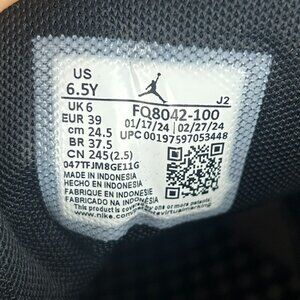 US
6.5Y
J2
UK 6
FQ8042-100
EUR 39
01/17/24 02/27/24
cm 24.5
UPC 00197597053448
BR 37.5
CN 245(2.5)
047TFJM8GE11G
MADE IN INDONESIA
HECHO EN INDONESIA
FABRIQUE EN INDONESIE
FABRICADO NA INDONESIA